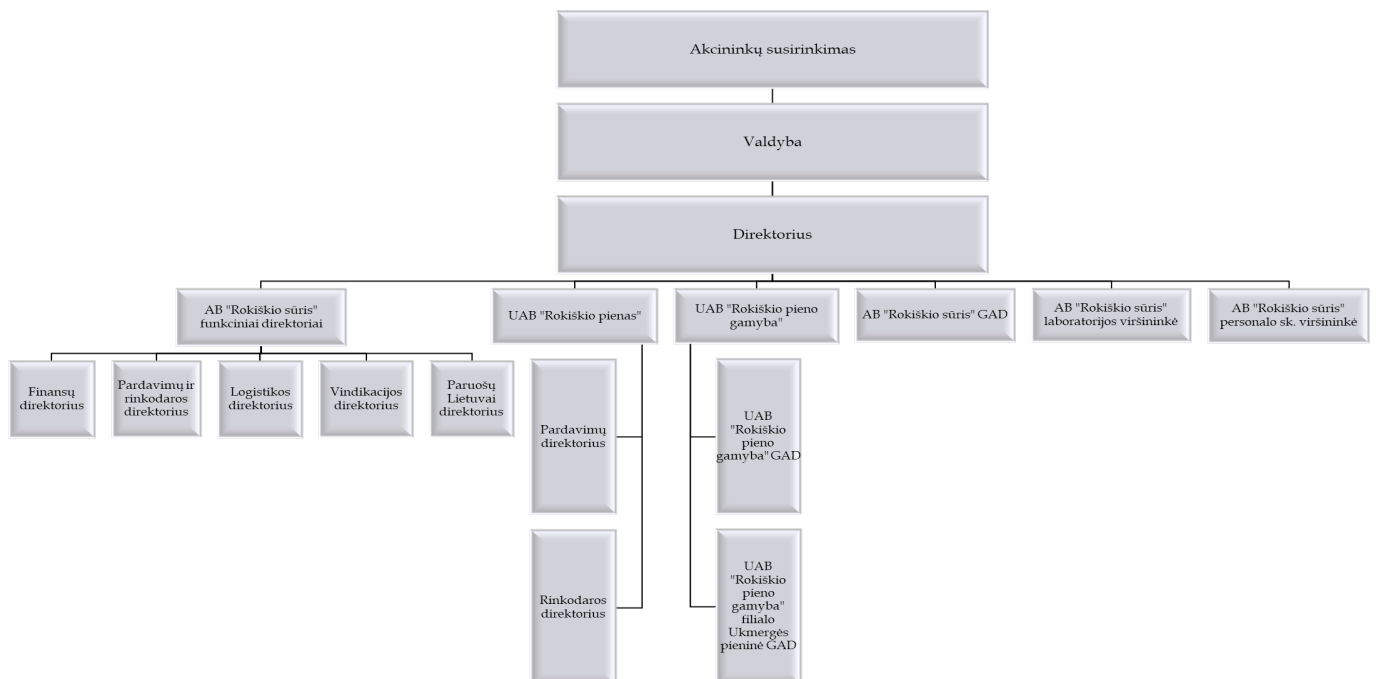 Akcininkų susirinkimas
Valdyba
Direktorius
AB "Rokiškio sūris"
funkciniai direktoriai
UAB "Rokiškio pienas"
UAB "Rokiškio pieno
gamyba"
AB "Rokiškio sūris" GAD
AB "Rokiškio sūris"
laboratorijos viršininkė
AB "Rokiškio sūris"
personalo sk. viršininkė
Finansų
direktorius
Pardavimų ir
rinkodaros
direktorius
Logistikos
direktorius
Vindikacijos
direktorius
Paruošų
Lietuvai
direktorius
Pardavimų
direktorius
UAB
"Rokiškio
pieno
gamyba" GAD
Rinkodaros
direktorius
UAB
"Rokiškio
pieno
gamyba"
filialo
Ukmergės
pieninė GAD